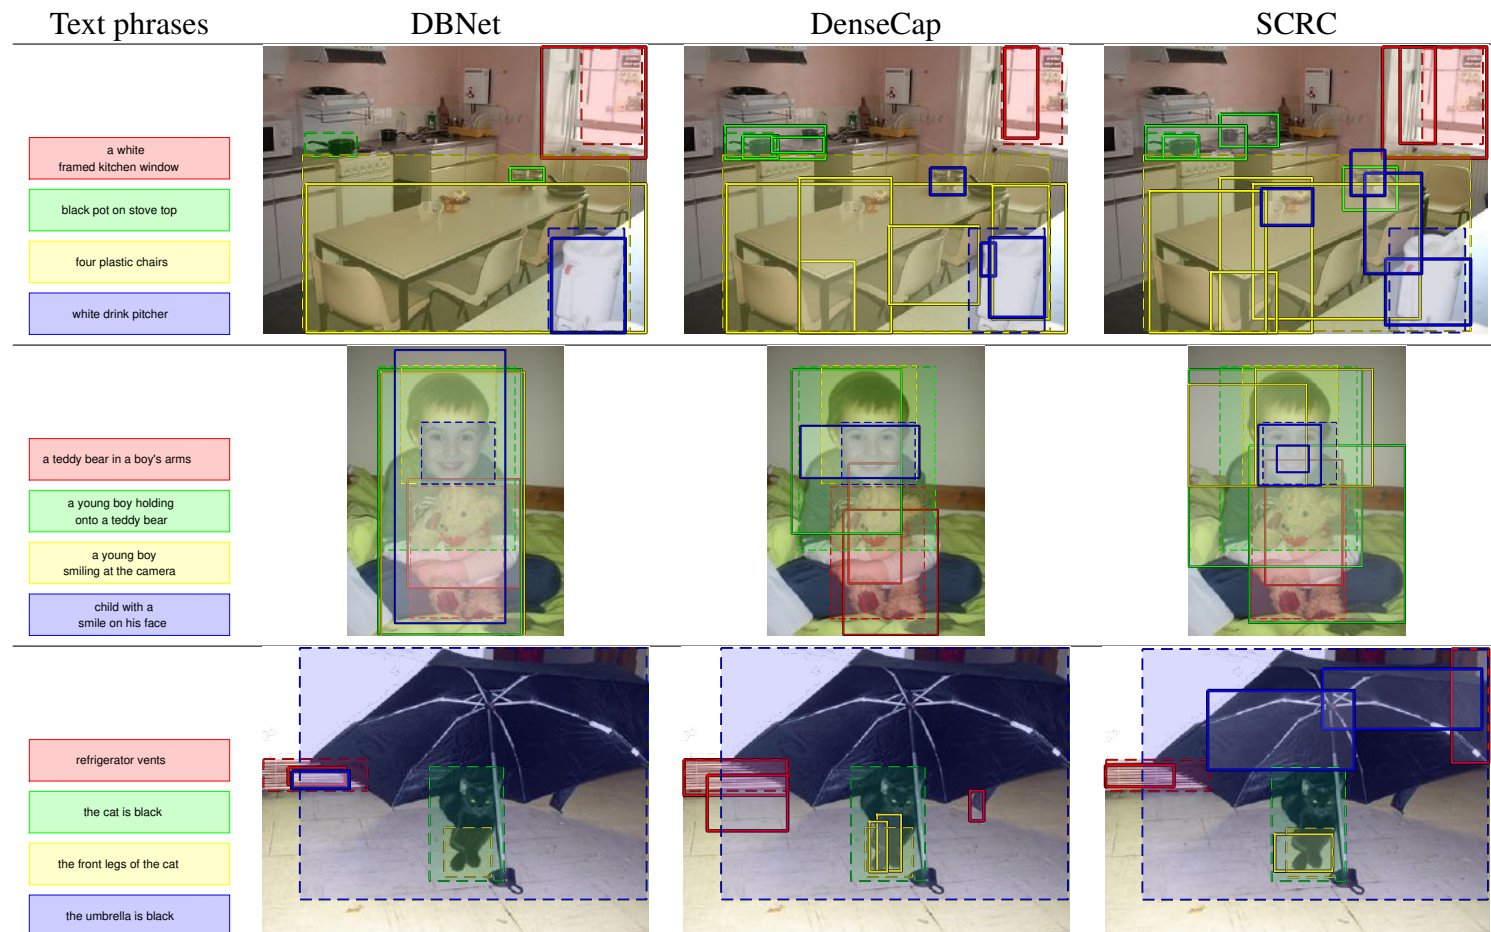 Text phrases DBNet DenseCap SCRC
a white
framed kitchen window
black pot on stove top
four plastic chairs
white drink pitcher
a teddy bear in a boy's arms
a young boy holding
onto a teddy bear
a young boy
smiling at the camera
child with a
smile on his face
refrigerator vents
the cat is black
the front legs of the cat
the umbrella is black